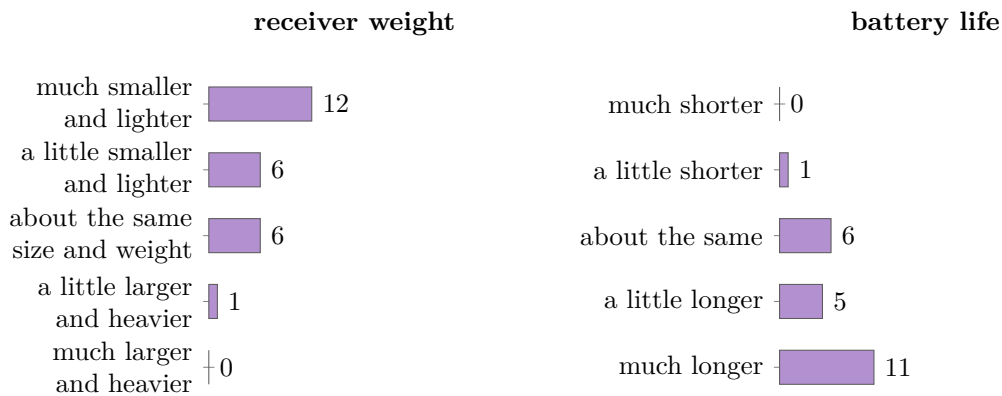 receiver weight
much smaller
and lighter
12
a little smaller
and lighter
6
about the same
size and weight
6
a little larger
and heavier
1
much larger
and heavier
0
battery life
much shorter
0
a little shorter
1
about the same
6
a little longer
5
much longer
11